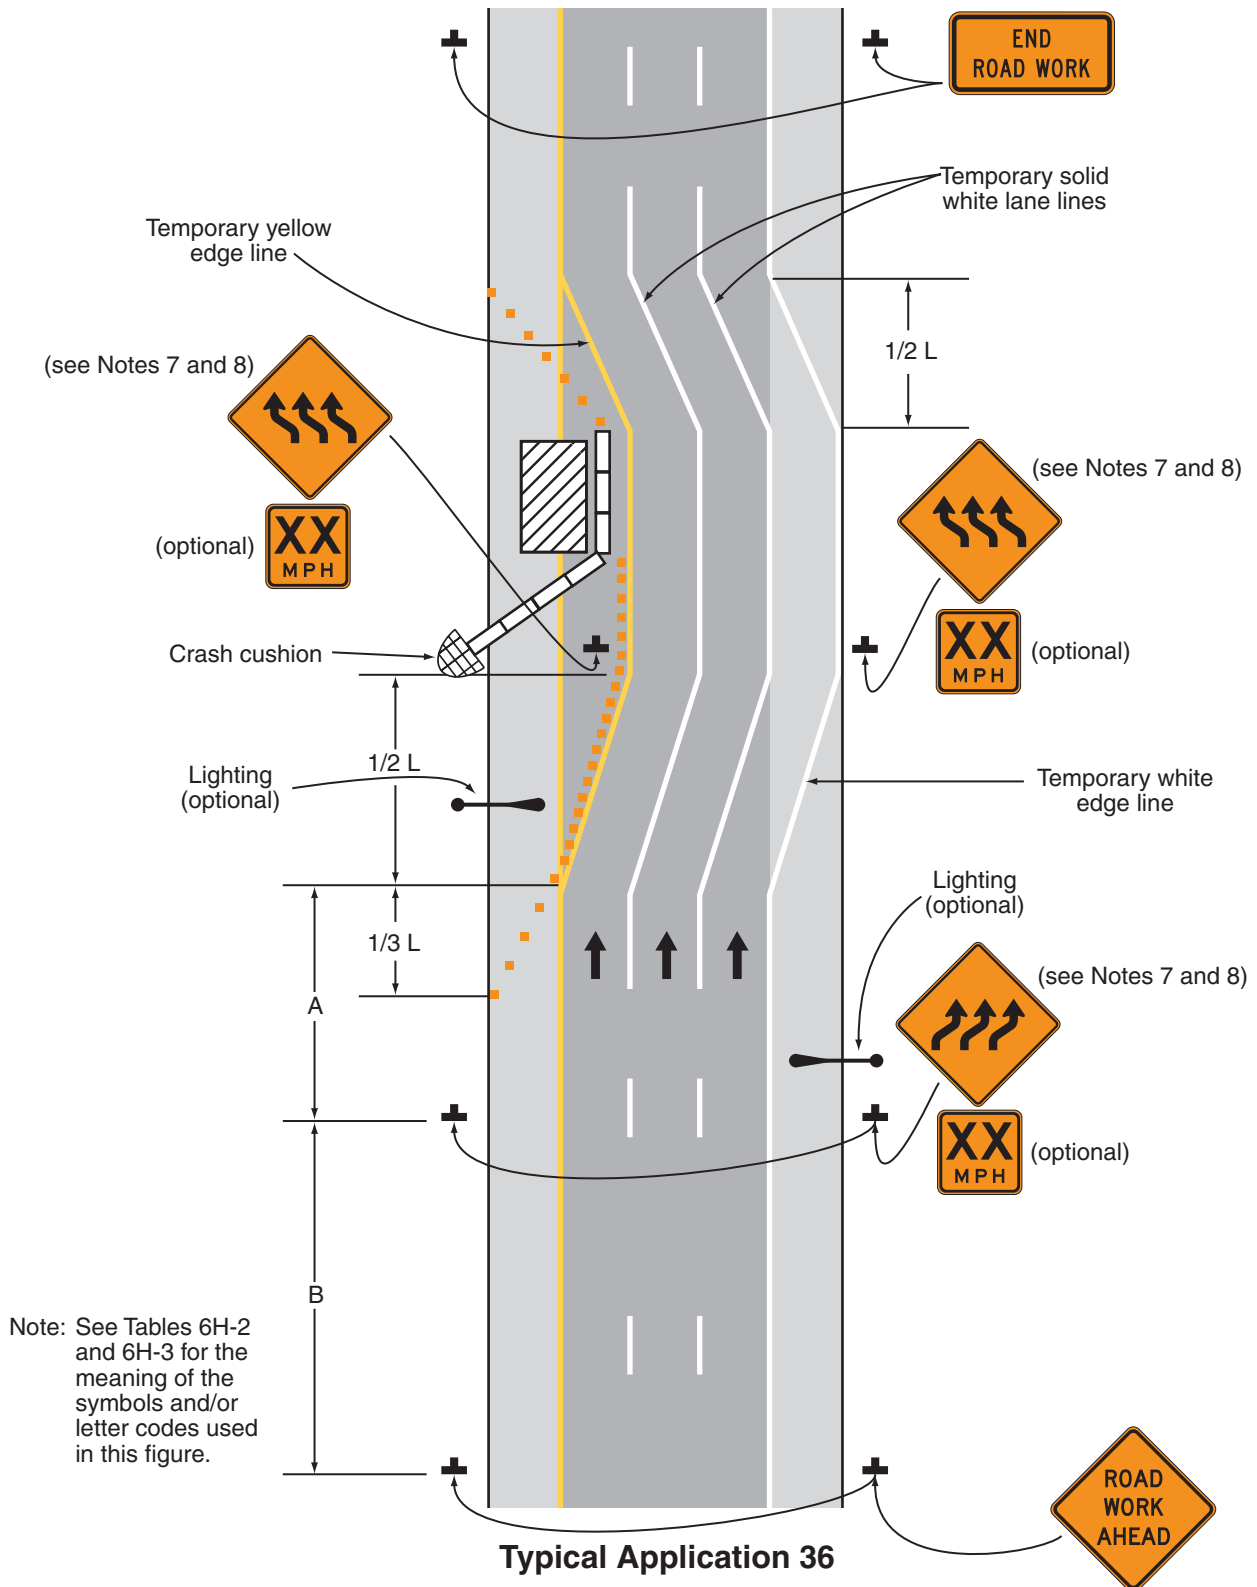 END
ROAD WORK
Temporary solid
white lane lines
Temporary yellow
edge line
(see Notes 7 and 8)
1/2 L
XX
MPH
(optional)
(see Notes 7 and 8)
XX
MPH
(optional)
Crash cushion
1/2 L
Lighting
(optional)
Temporary white
edge line
Lighting
(optional)
1/3 L
A
(see Notes 7 and 8)
XX
MPH
(optional)
B
Note: See Tables 6H-2
and 6H-3 for the
meaning of the
symbols and/or
letter codes used
in this figure.
ROAD
WORK
AHEAD
Typical Application 36